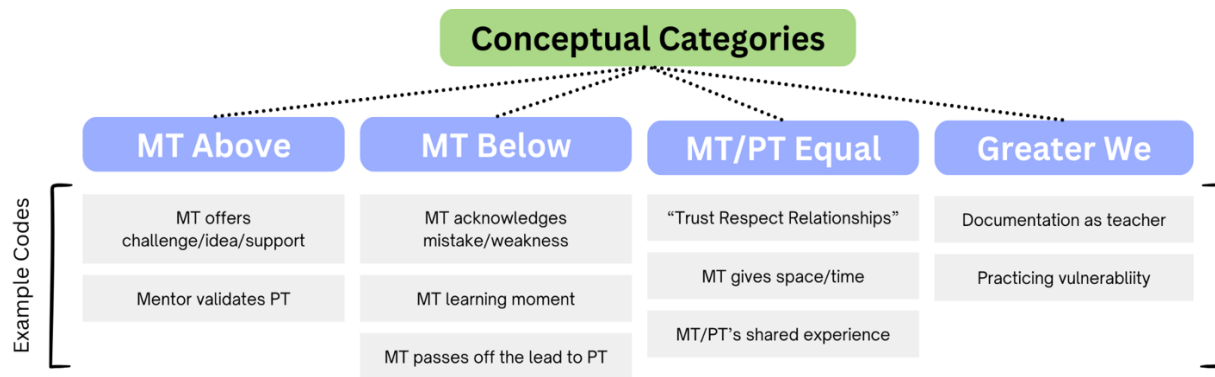 Conceptual Categories
MT Above
MT Below
MT/PT Equal
Greater We
Example Codes
MT offers
challenge/idea/support
Mentor validates PT
MT acknowledges
mistake/weakness
MT learning moment
MT passes off the lead to PT
“Trust Respect Relationships”
MT gives space/time
MT/PT’s shared experience
Documentation as teacher
Practicing vulnerabliity